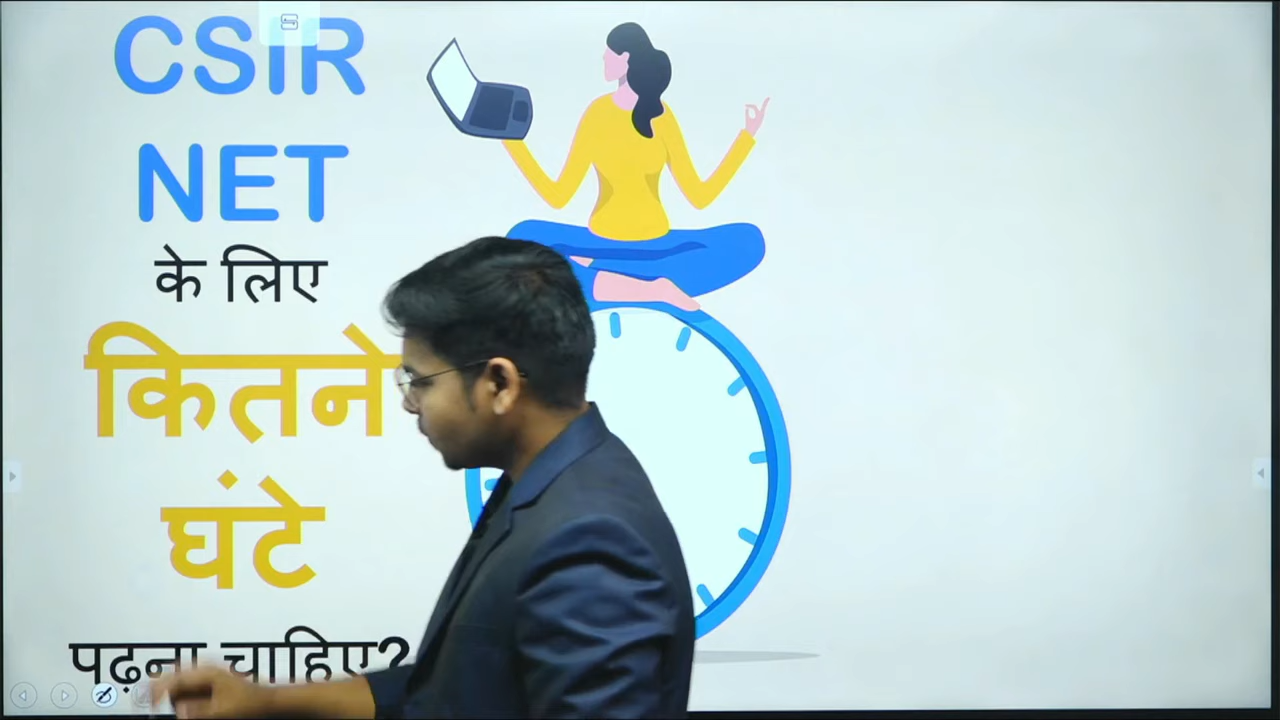 CSIR
NET
के लिए
कितने
घंटे
पढ़ना चाहिए?